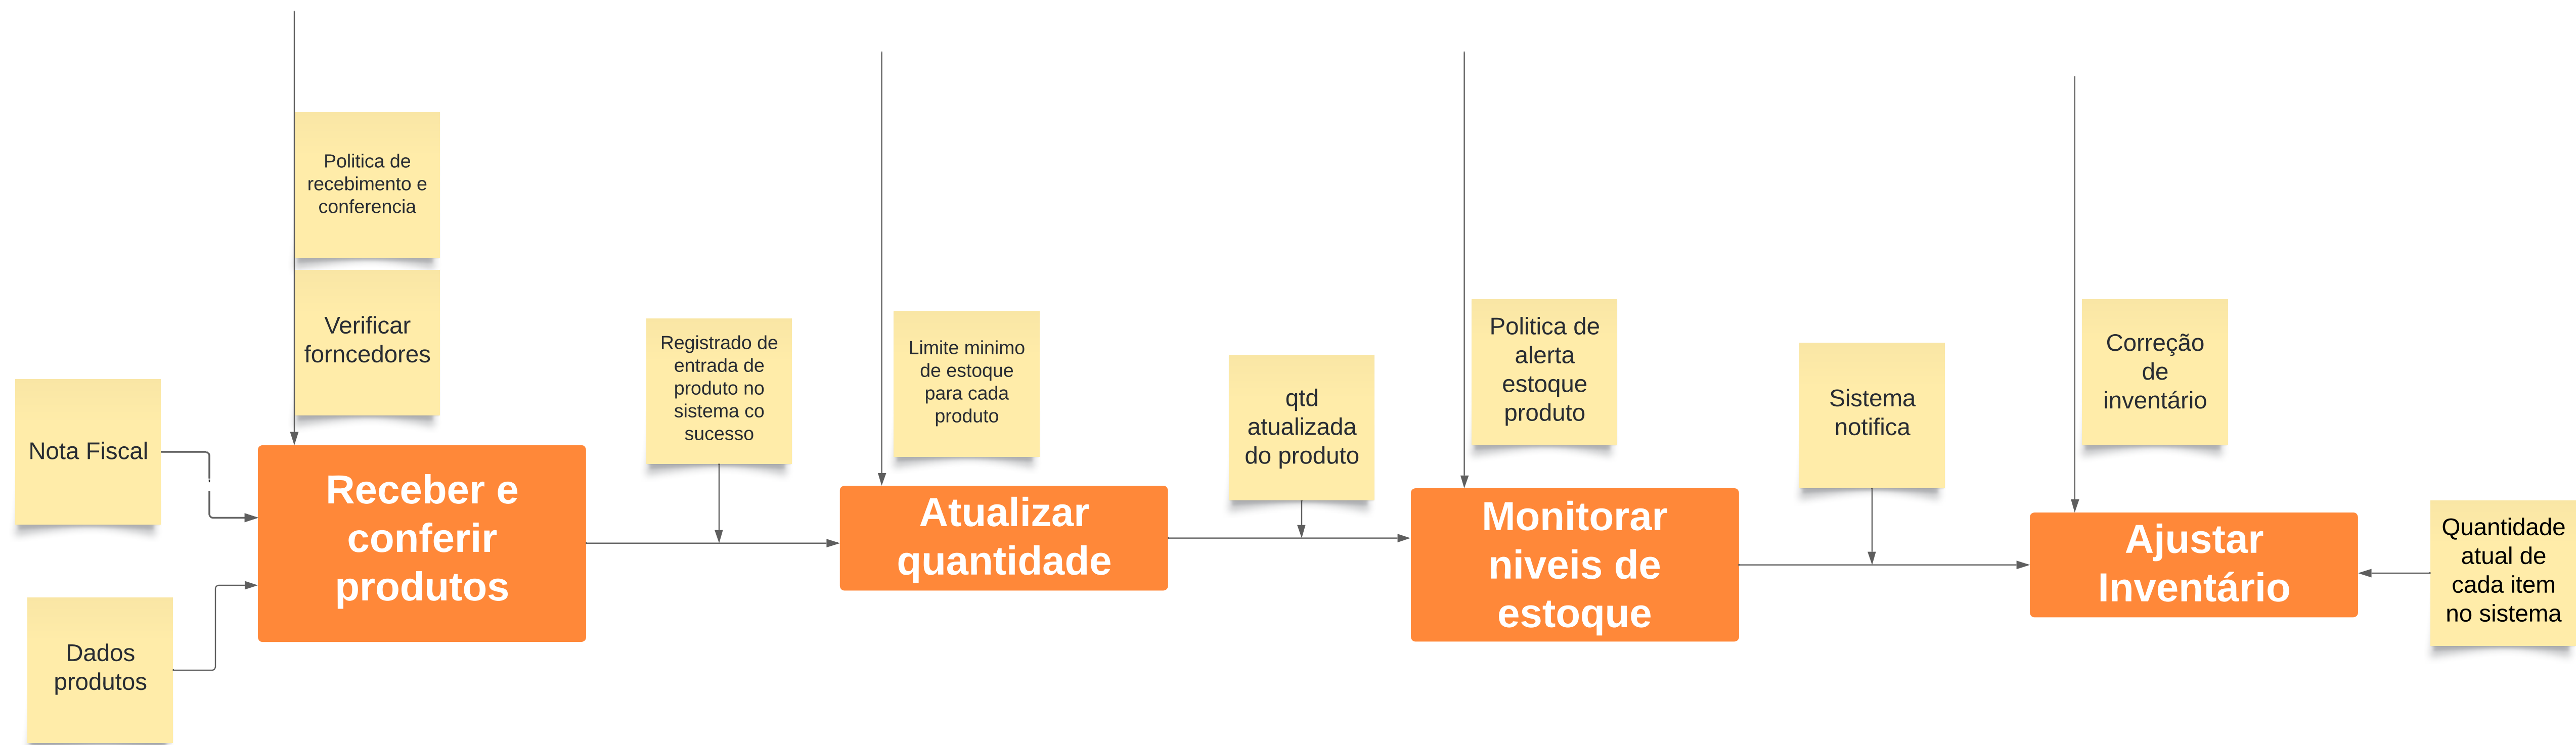 Politica de
recebimento e
conferencia
Verificar
forncedores
Nota Fiscal
Dados
produtos
Receber e
conferir
produtos
Registrado de
entrada de
produto no
sistema co
sucesso
Limite minimo
de estoque
para cada
produto
Atualizar
quantidade
qtd
atualizada
do produto
Politica de
alerta
estoque
produto
Monitorar
niveis de
estoque
Sistema
notifica
Correção
de
inventário
Ajustar
Inventário
Quantidade
atual de
cada item
no sistema